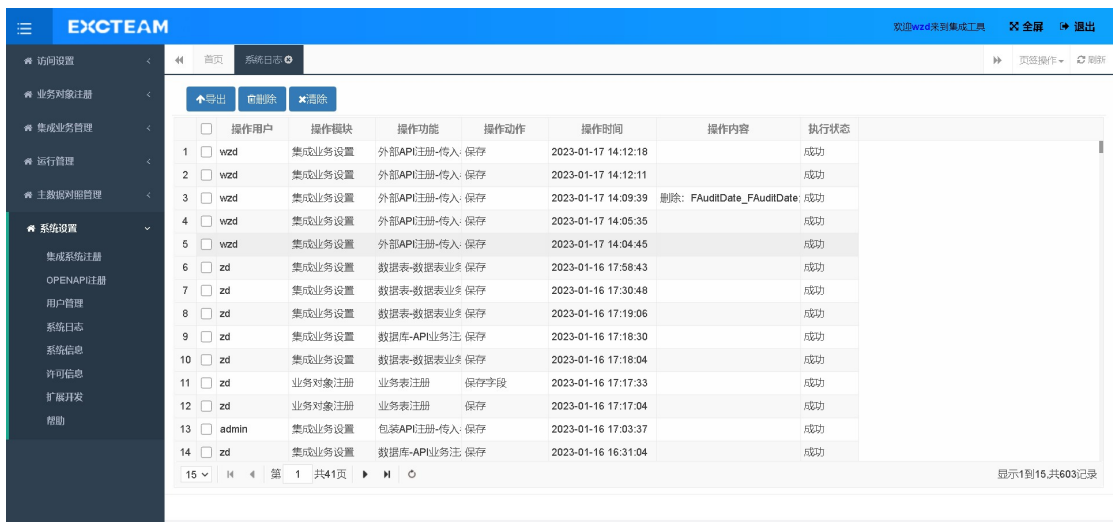 EXCTEAM 欢迎wzd来到集成工具 全屏 退出
访问设置
业务对象注册
集成业务管理
运行管理
主数据对照管理
系统设置
集成系统注册
OPENAPI注册
用户管理
系统日志
系统信息
许可信息
扩展开发
帮助
首页 系统日志 页签操作 刷新
导出 删除 清除
操作用户 操作模块 操作功能 操作动作 操作时间 操作内容 执行状态
1 wzd 集成业务设置 外部API注册-传入 保存 2023-01-17 14:12:18 成功
2 wzd 集成业务设置 外部API注册-传入 保存 2023-01-17 14:12:11 成功
3 wzd 集成业务设置 外部API注册-传入 保存 2023-01-17 14:09:39 删除：FAuditDate_FAuditDate; 成功
4 wzd 集成业务设置 外部API注册-传入 保存 2023-01-17 14:05:35 成功
5 wzd 集成业务设置 外部API注册-传入 保存 2023-01-17 14:04:45 成功
6 zd 集成业务设置 数据表-数据表业务 保存 2023-01-16 17:58:43 成功
7 zd 集成业务设置 数据表-数据表业务 保存 2023-01-16 17:30:48 成功
8 zd 集成业务设置 数据表-数据表业务 保存 2023-01-16 17:19:06 成功
9 zd 集成业务设置 数据库-API业务注 保存 2023-01-16 17:18:30 成功
10 zd 集成业务设置 数据表-数据表业务 保存 2023-01-16 17:18:04 成功
11 zd 业务对象注册 业务表注册 保存字段 2023-01-16 17:17:33 成功
12 zd 业务对象注册 业务表注册 保存 2023-01-16 17:17:04 成功
13 admin 集成业务设置 包装API注册-传入 保存 2023-01-16 17:03:37 成功
14 zd 集成业务设置 数据库-API业务注 保存 2023-01-16 16:31:04 成功
15 第 1 共41页 显示1到15,共603记录